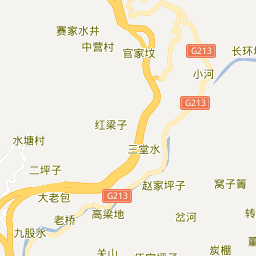 赛家水井
中营村
官家坟
G213
长环
小河
G213
红梁子
水塘村
三堂水
二坪子
赵家坪子
窝子箐
大老包
G213
高梁地
岔河
老桥
九股水
炭棚